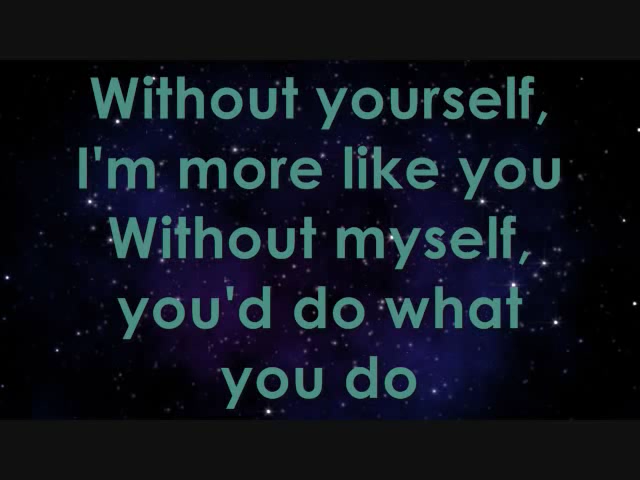 Without yourself,
I'm more like you
Without myself,
you'd do what
you do